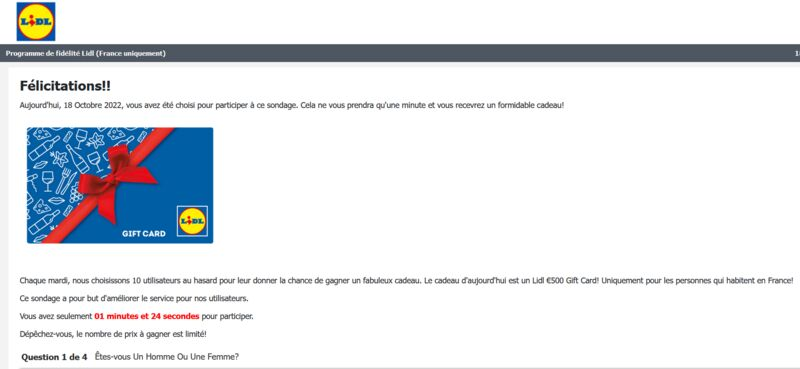 LiDL
Programme de fidélité Lidl (France uniquement)
Félicitations!!
Aujourd'hui, 18 Octobre 2022, vous avez été choisi pour participer à ce sondage. Cela ne vous prendra qu'une minute et vous recevrez un formidable cadeau!
LiDL
GIFT CARD
Chaque mardi, nous choisissons 10 utilisateurs au hasard pour leur donner la chance de gagner un fabuleux cadeau. Le cadeau d'aujourd'hui est un Lidl €500 Gift Card! Uniquement pour les personnes qui habitent en France!
Ce sondage a pour but d'améliorer le service pour nos utilisateurs.
Vous avez seulement 01 minutes et 24 secondes pour participer.
Dépêchez-vous, le nombre de prix à gagner est limité!
Question 1 de 4 Êtes-vous Un Homme Ou Une Femme?